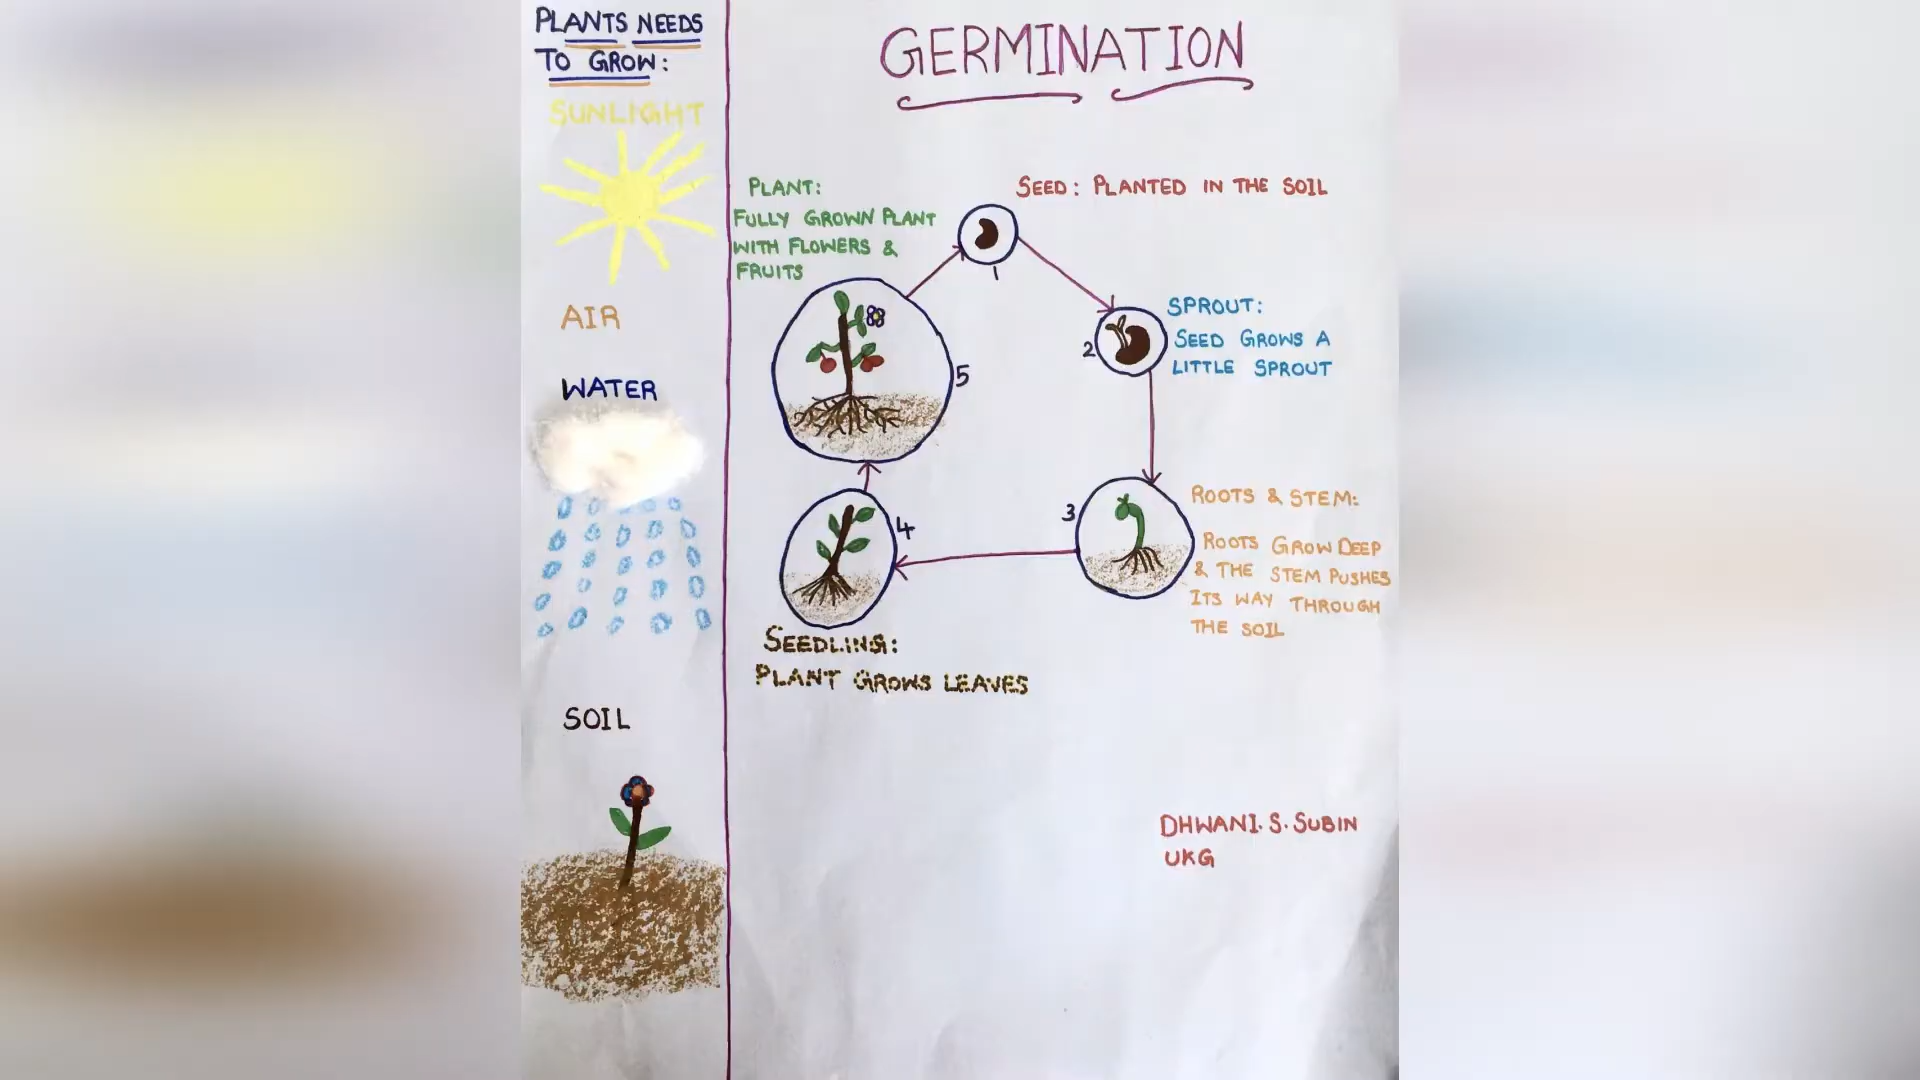 PLANTS NEEDS
TO GROW:
SUNLIGHT
AIR
WATER
SOIL
GERMINATION
SEED: PLANTED IN THE SOIL
1
SPROUT:
SEED GROWS A
LITTLE SPROUT
2
ROOTS & STEM:
ROOTS GROW DEEP
& THE STEM PUSHES
ITS WAY THROUGH
THE SOIL
3
4
SEEDLING:
PLANT GROWS LEAVES
PLANT:
FULLY GROWN PLANT
WITH FLOWERS &
FRUITS
5
DHWANI.S.SUBIN
UKG